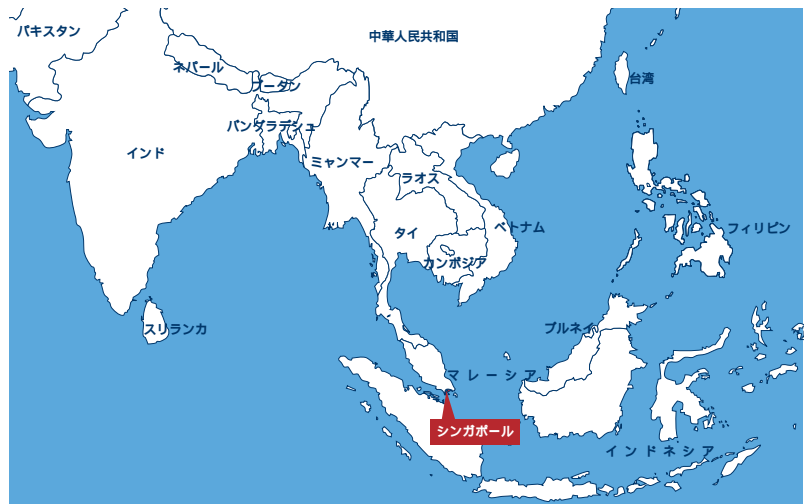 パキスタン
中華人民共和国
ネパール
ブータン
台湾
バングラデシュ
インド
ミャンマー
ラオス
タイ
ベトナム
フィリピン
カンボジア
スリランカ
ブルネイ
マレーシア
シンガポール
インドネシア